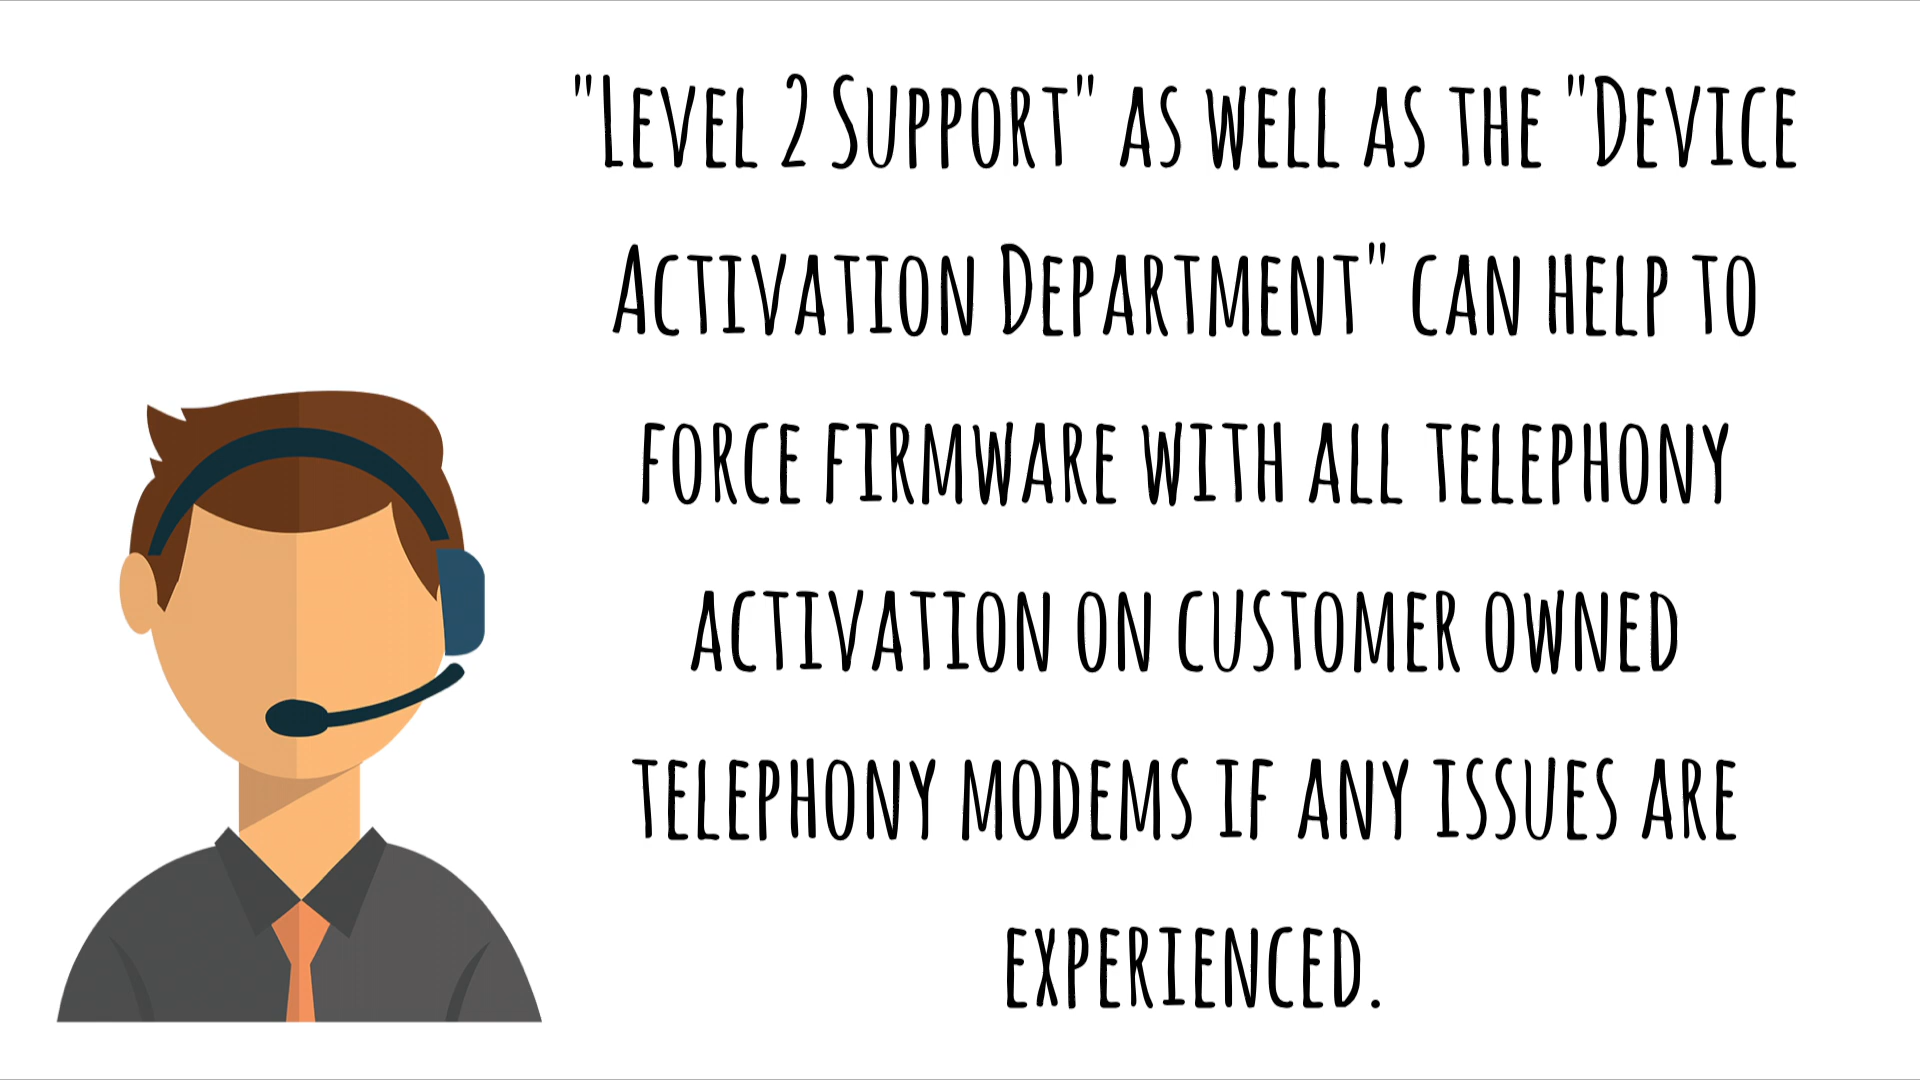 "Level 2 Support" as well as the "Device
Activation Department" can help to
force firmware with all telephony
activation on customer owned
telephony modems if any issues are
experienced.